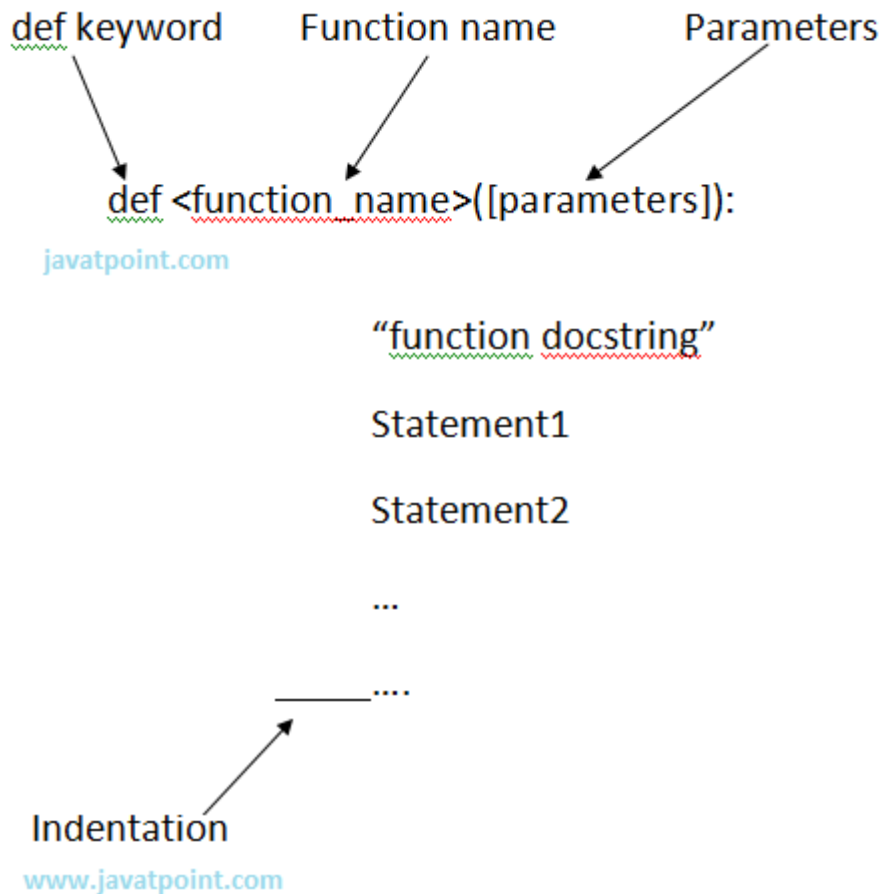 def keyword Function name Parameters
def <function_name>([parameters]):
javatpoint.com
“function docstring”
Statement1
Statement2
...
....
Indentation
www.javatpoint.com